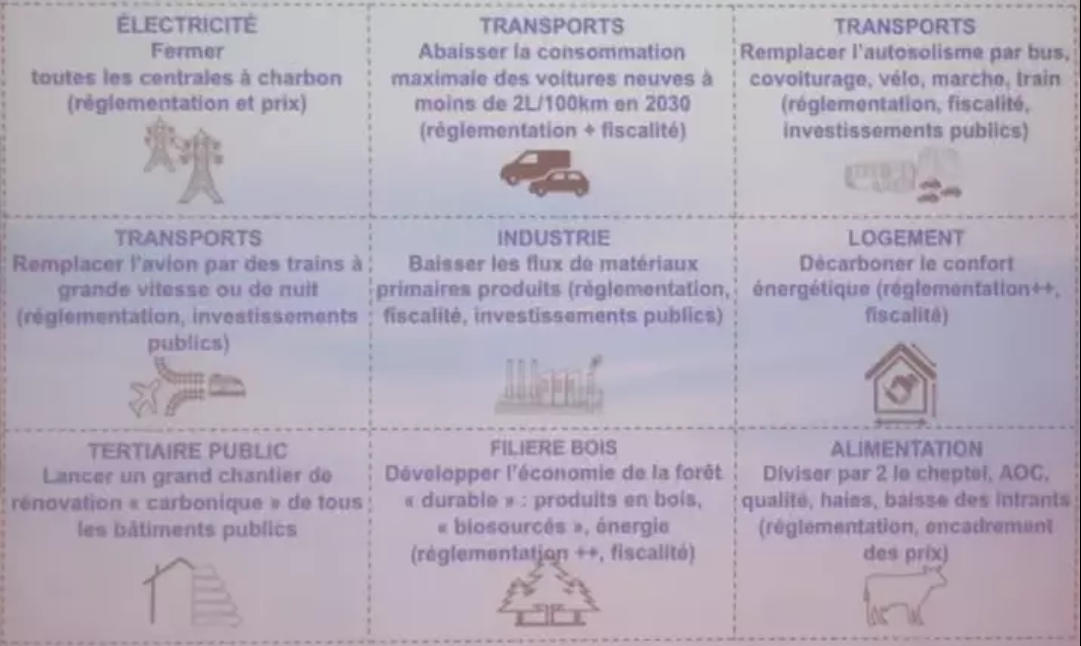 ÉLECTRICITÉ
Fermer
toutes les centrales à charbon
(réglementation et prix)
TRANSPORTS
Abaisser la consommation
maximale des voitures neuves à
moins de 2L/100km en 2030
(réglementation + fiscalité)
TRANSPORTS
Remplacer l'autosolisme par bus,
covoiturage, vélo, marche, train
(réglementation, fiscalité,
investissements publics)
TRANSPORTS
Remplacer l'avion par des trains à
grande vitesse ou de nuit
(réglementation, investissements
publics)
INDUSTRIE
Baisser les flux de matériaux
primaires produits (réglementation,
fiscalité, investissements publics)
LOGEMENT
Décarboner le confort
énergétique (réglementation++,
fiscalité)
TERTIAIRE PUBLIC
Lancer un grand chantier de
rénovation « carbonique » de tous
les bâtiments publics
FILIERE BOIS
Développer l'économie de la forêt
« durable » : produits en bois,
« biosourcés », énergie
(réglementation ++, fiscalité)
ALIMENTATION
Diviser par 2 le cheptel, AOC,
qualité, haies, baisse des intrants
(réglementation, encadrement
des prix)